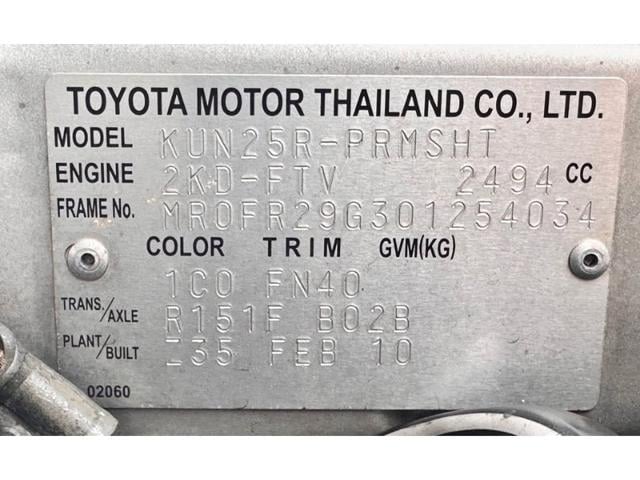 TOYOTA MOTOR THAILAND CO., LTD.
MODEL KUN25R-PRMSHT
ENGINE 2KD-FTV 2494 CC
FRAME No. MR0FR29G301254034
COLOR TRIM GVM(KG)
1C0 FN40
TRANS./AXLE R151F B02B
PLANT/BUILT Z35 FEB 10
02060